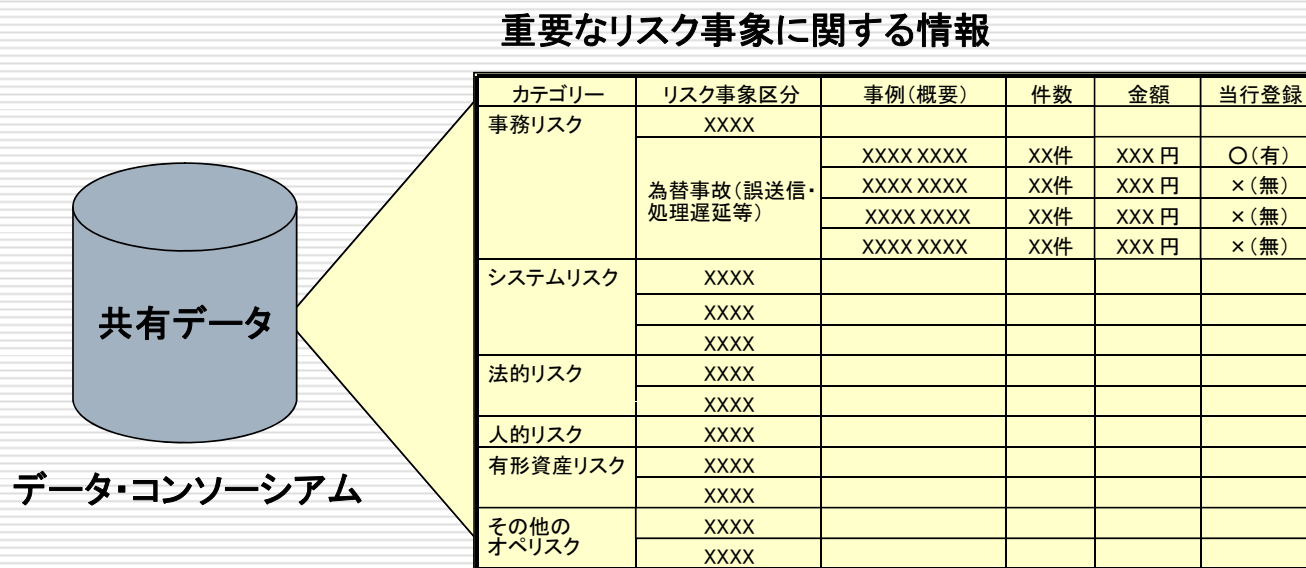 重要なリスク事象に関する情報
カテゴリー リスク事象区分 事例(概要) 件数 金額 当行登録
事務リスク XXXX
為替事故(誤送信・
処理遅延等)
XXXX XXXX XX件 XXX 円 〇(有)
XXXX XXXX XX件 XXX 円 ×(無)
XXXX XXXX XX件 XXX 円 ×(無)
XXXX XXXX XX件 XXX 円 ×(無)
システムリスク XXXX
XXXX
XXXX
法的リスク XXXX
XXXX
人的リスク XXXX
有形資産リスク XXXX
XXXX
その他の
オペリスク
XXXX
XXXX
共有データ
データ・コンソーシアム